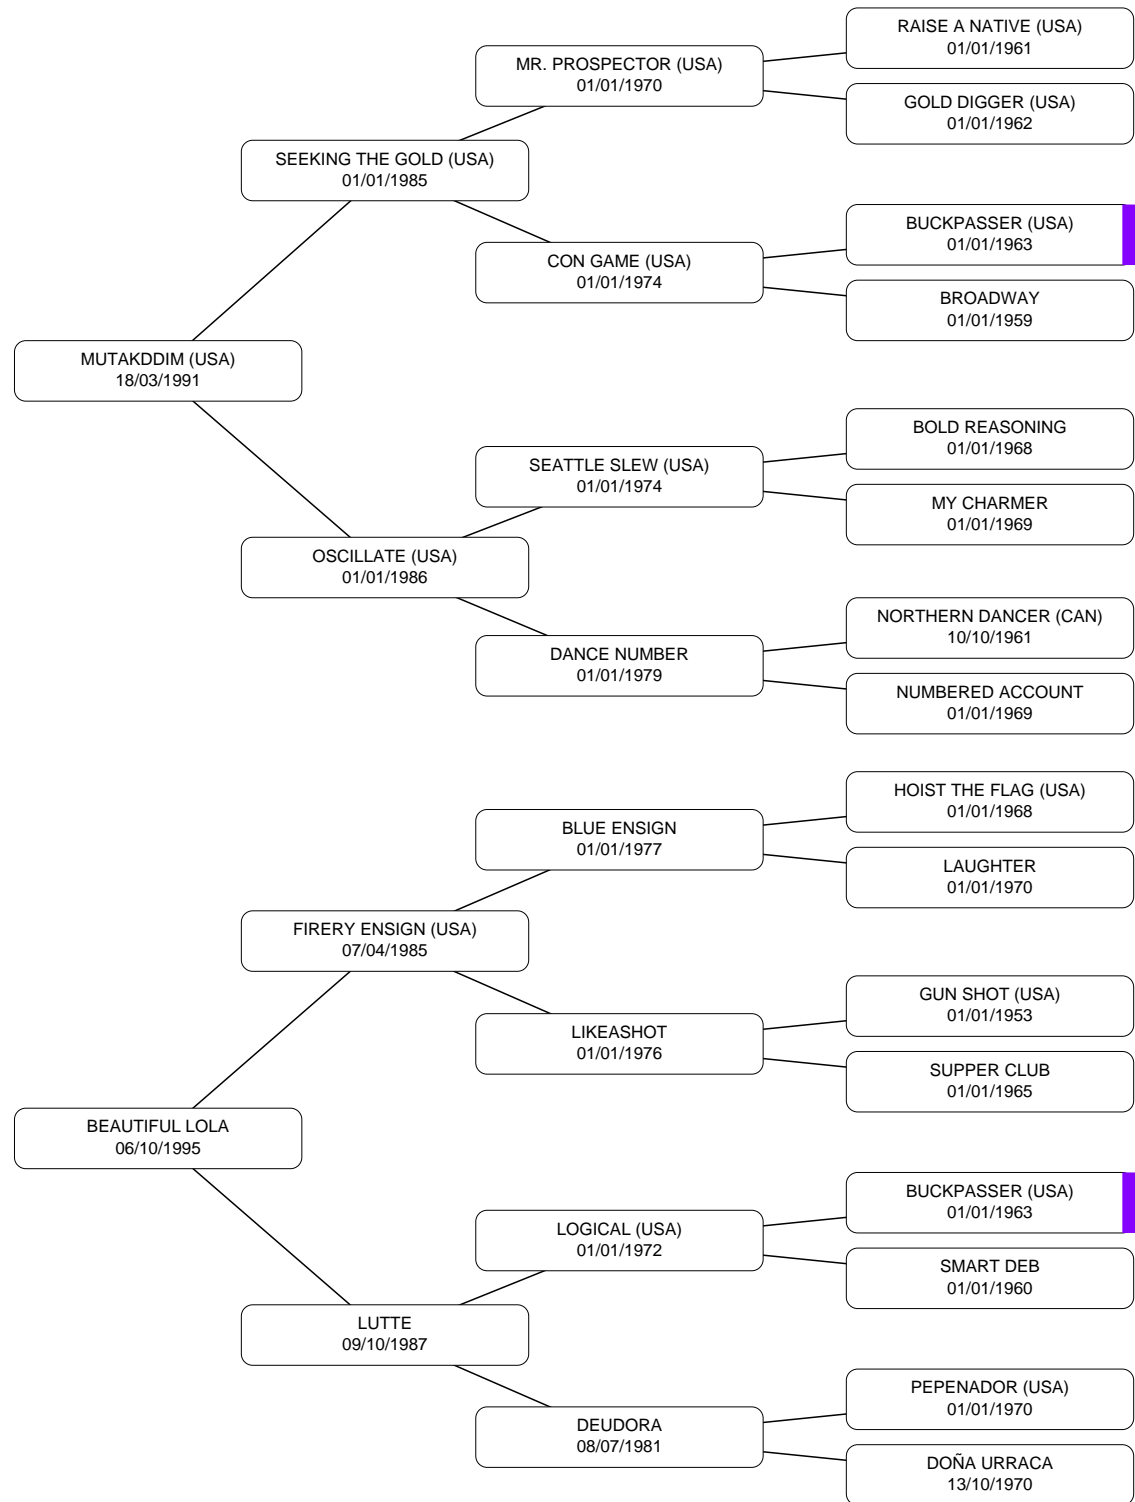 RAISE A NATIVE (USA)
01/01/1961
MR. PROSPECTOR (USA)
01/01/1970
GOLD DIGGER (USA)
01/01/1962
SEEKING THE GOLD (USA)
01/01/1985
BUCKPASSER (USA)
01/01/1963
CON GAME (USA)
01/01/1974
BROADWAY
01/01/1959
MUTAKDDIM (USA)
18/03/1991
BOLD REASONING
01/01/1968
SEATTLE SLEW (USA)
01/01/1974
MY CHARMER
01/01/1969
OSCILLATE (USA)
01/01/1986
NORTHERN DANCER (CAN)
10/10/1961
DANCE NUMBER
01/01/1979
NUMBERED ACCOUNT
01/01/1969
HOIST THE FLAG (USA)
01/01/1968
BLUE ENSIGN
01/01/1977
LAUGHTER
01/01/1970
FIRERY ENSIGN (USA)
07/04/1985
GUN SHOT (USA)
01/01/1953
LIKEASHOT
01/01/1976
SUPPER CLUB
01/01/1965
BEAUTIFUL LOLA
06/10/1995
BUCKPASSER (USA)
01/01/1963
LOGICAL (USA)
01/01/1972
SMART DEB
01/01/1960
LUTTE
09/10/1987
PEPENADOR (USA)
01/01/1970
DEUDORA
08/07/1981
DOÑA URRACA
13/10/1970